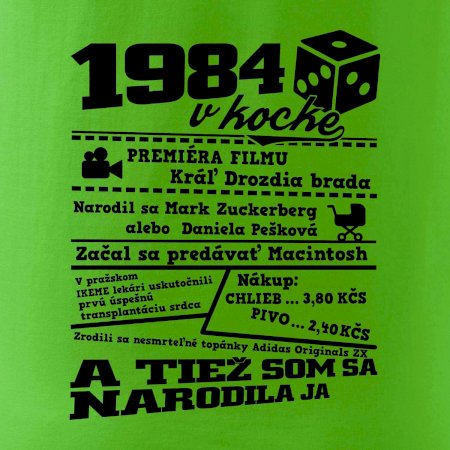 1984
v kocke
PREMIÉRA FILMU
Kráľ Drozdia brada
Narodil sa Mark Zuckerberg
alebo Daniela Pešková
Začal sa predávať Macintosh
V pražskom
IKEME lekári uskutočnili
prvú úspešnú
transplantáciu srdca
Nákup:
CHLIEB ... 3,80 KČS
PIVO ... 2,40 KČS
Zrodili sa nesmrteľné topánky Adidas Originals ZX
A TIEŽ SOM SA
NARODILA JA